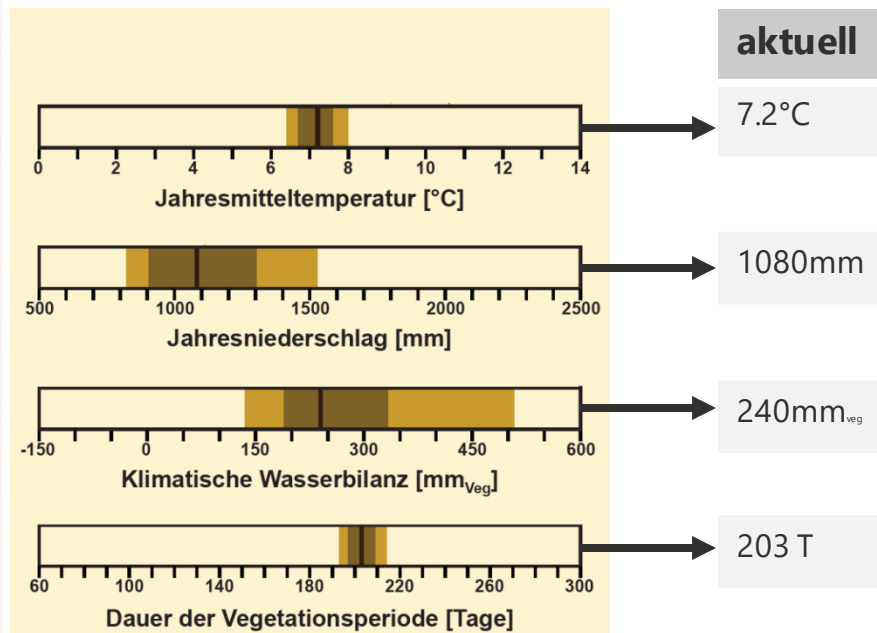 aktuell
7.2°C
0 2 4 6 8 10 12 14
Jahresmitteltemperatur [°C]
1080mm
500 1000 1500 2000 2500
Jahresniederschlag [mm]
240mmveg
-150 0 150 300 450 600
Klimatische Wasserbilanz [mmVeg]
203 T
60 100 140 180 220 260 300
Dauer der Vegetationsperiode [Tage]